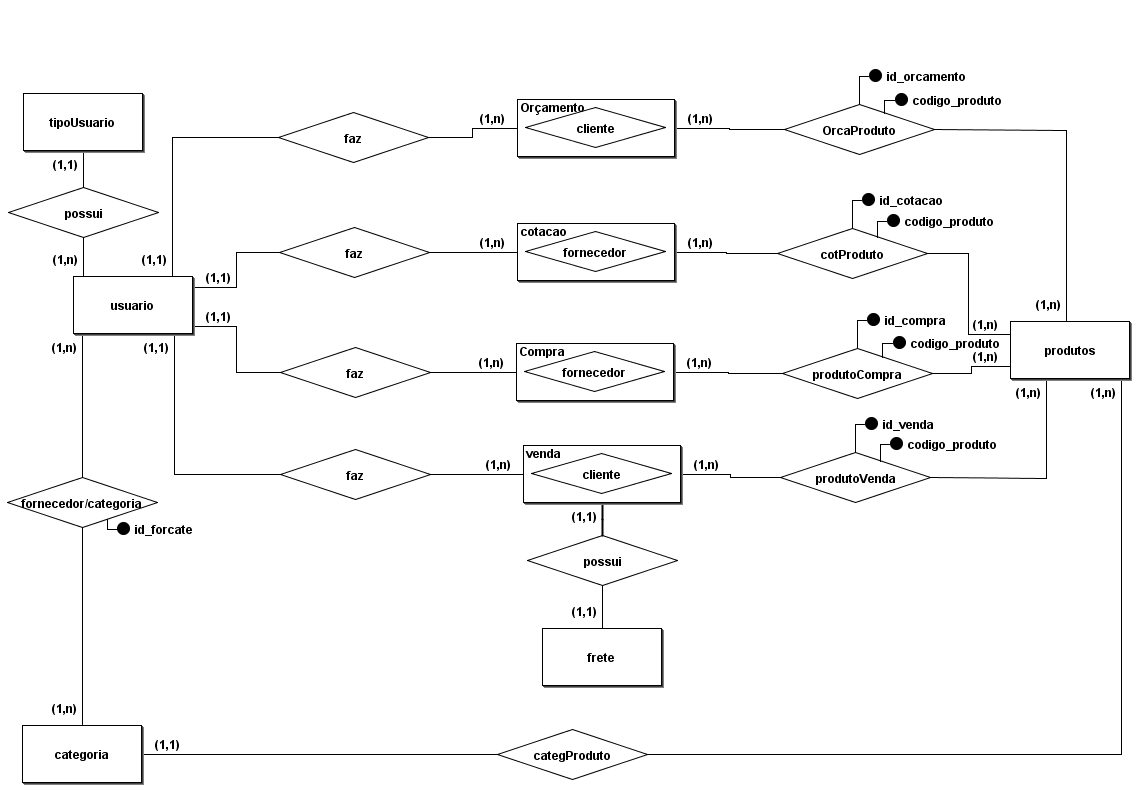 id_orcamento
codigo_produto
tipoUsuario
Orçamento
(1,n)
cliente
(1,n)
OrcaProduto
faz
(1,1)
possui
id_cotacao
codigo_produto
cotacao
(1,n)
fornecedor
(1,n)
cotProduto
faz
(1,n)
(1,1)
(1,1)
usuario
(1,n)
(1,n)
(1,1)
id_compra
codigo_produto
(1,n)
produtos
(1,n)
(1,1)
Compra
(1,n)
fornecedor
(1,n)
produtoCompra
faz
(1,n)
(1,n)
id_venda
codigo_produto
venda
(1,n)
cliente
(1,n)
produtoVenda
faz
fornecedor/categoria
id_forcate
(1,1)
possui
(1,1)
frete
(1,n)
categoria
(1,1)
categProduto